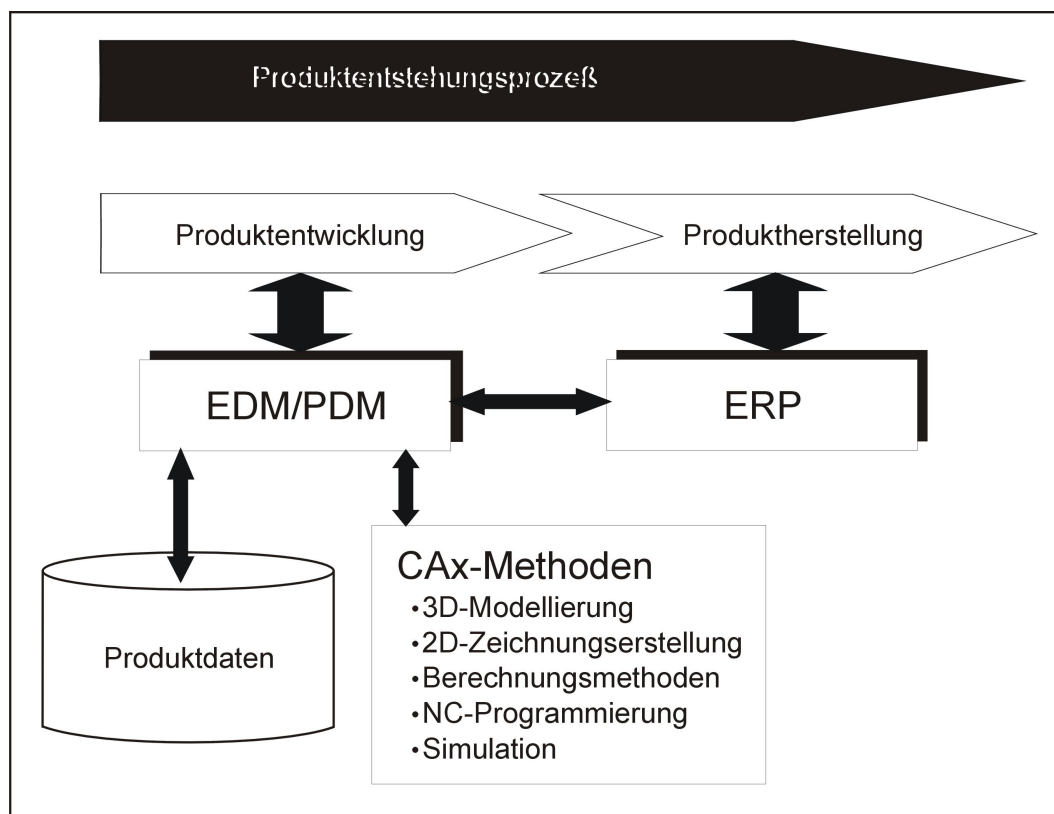 Produktentstehungsprozeß
Produktentwicklung
Produktherstellung
EDM/PDM
ERP
Produktdaten
CAx-Methoden
•3D-Modellierung
•2D-Zeichnungserstellung
•Berechnungsmethoden
•NC-Programmierung
•Simulation